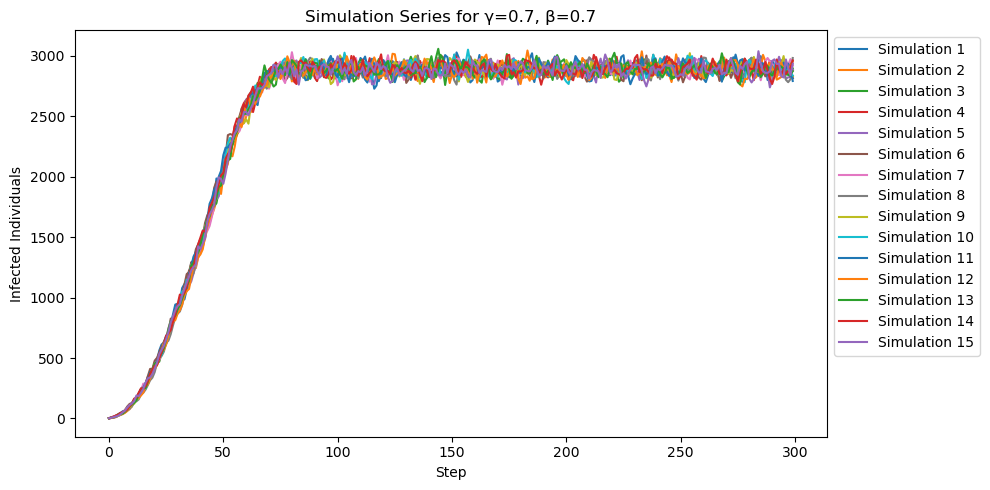 Simulation Series for γ=0.7, β=0.7
3000
2500
2000
1500
1000
500
0
Infected Individuals
0 50 100 150 200 250 300
Step
Simulation 1
Simulation 2
Simulation 3
Simulation 4
Simulation 5
Simulation 6
Simulation 7
Simulation 8
Simulation 9
Simulation 10
Simulation 11
Simulation 12
Simulation 13
Simulation 14
Simulation 15